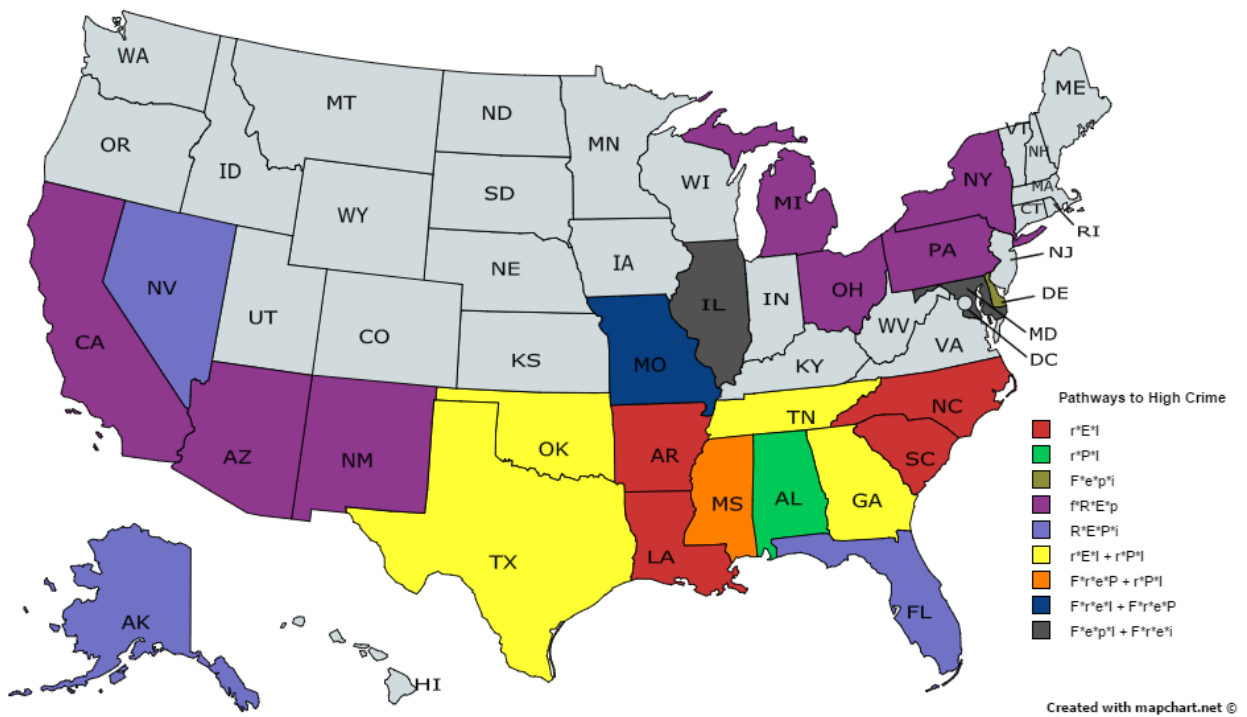 WA
MT
ND
MN
ME
VT
NH
OR
ID
SD
WI
MI
NY
MA
CT
RI
WY
IA
NE
PA
NJ
NV
UT
CO
IL
IN
OH
DE
MD
WV
VA
DC
CA
KS
MO
KY
AZ
NM
OK
AR
TN
NC
SC
MS
AL
GA
TX
LA
FL
AK
HI
Pathways to High Crime
r*E*I
r*P*I
F*e*p*i
f*R*E*p
R*E*P*i
r*E*I + r*P*I
F*r*e*P + r*P*I
F*r*e*I + F*r*e*P
F*e*p*I + F*r*e*i
Created with mapchart.net ©